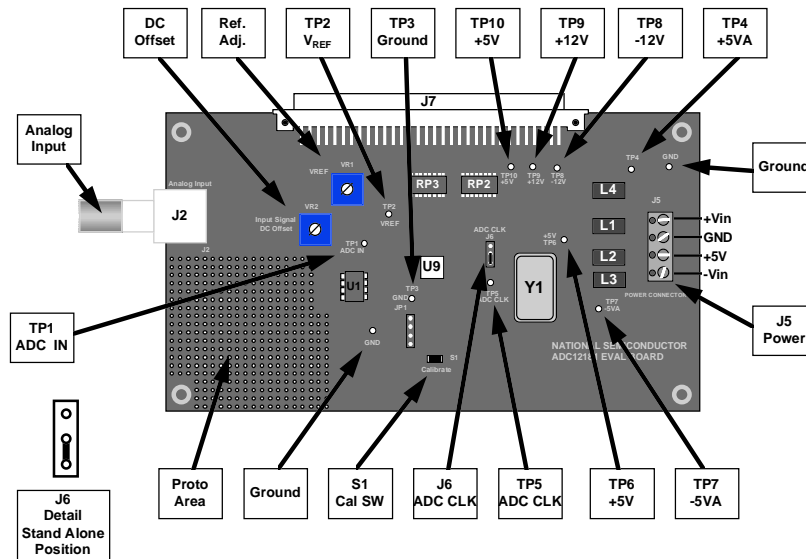 DC
Offset
Ref.
Adj.
TP2
VREF
TP3
Ground
TP10
+5V
TP9
+12V
TP8
-12V
TP4
+5VA
J7
Analog
Input
Ground
VR1
VREF
RP3
RP2
TP10
+5V
TP9
+12V
TP8
-12V
TP4
GND
Analog Input
J2
J2
VR2
Input Signal
DC Offset
TP2
VREF
TP1
ADC IN
ADC CLK
J6
+5V
TP6
L4
L1
L2
L3
J5
+Vin
GND
+5V
-Vin
POWER CONNECTOR
U9
U1
Y1
TP3
GND
JP1
TP5
ADC CLK
TP7
-5VA
GND
S1
Calibrate
NATIONAL SEMICONDUCTOR
ADC12181 EVAL BOARD
TP1
ADC IN
J5
Power
Proto
Area
Ground
S1
Cal SW
J6
ADC CLK
TP5
ADC CLK
TP6
+5V
TP7
-5VA
J6
Detail
Stand Alone
Position